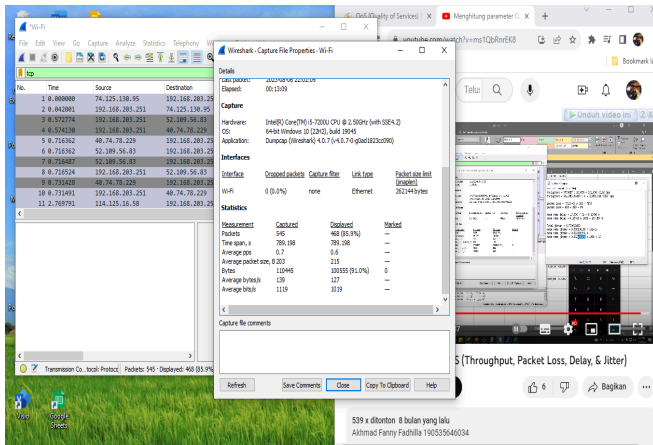 *Wi-Fi
File Edit View Go Capture Analyze Statistics Telephony
tcp
No. Time Source Destination
1 0.000000 74.125.130.95 192.168.203.25
2 0.042001 192.168.203.251 74.125.130.95
3 0.572774 192.168.203.251 52.109.56.83
4 0.574130 192.168.203.251 40.74.78.229
5 0.716362 40.74.78.229 192.168.203.25
6 0.716362 52.109.56.83 192.168.203.25
7 0.716487 192.168.203.251 52.109.56.83
8 0.716524 192.168.203.251 52.109.56.83
9 0.731428 40.74.78.229 192.168.203.25
10 0.731491 192.168.203.251 40.74.78.229
11 2.769791 114.125.16.58 192.168.203.25
Transmission Co...tocol: Protocc Packets: 545 · Displayed: 468 (85.9%
Visio
Google
Sheets
Wireshark · Capture File Properties · Wi-Fi
Details
Last packet: 2023-08-06 22:02:09
Elapsed: 00:13:09
Capture
Hardware: Intel(R) Core(TM) i5-7200U CPU @ 2.50GHz (with SSE4.2)
OS: 64-bit Windows 10 (22H2), build 19045
Application: Dumpcap (Wireshark) 4.0.7 (v4.0.7-0-g0ad1823cc090)
Interfaces
Interface Dropped packets Capture filter Link type Packet size limit (snaplen)
Wi-Fi 0 (0.0%) none Ethernet 262144 bytes
Statistics
Measurement Captured Displayed Marked
Packets 545 468 (85.9%) —
Time span, s 789.198 789.198 —
Average pps 0.7 0.6 —
Average packet size, B 203 215 —
Bytes 110445 100555 (91.0%) 0
Average bytes/s 139 127 —
Average bits/s 1119 1019 —
Capture file comments
Refresh Save Comments Close Copy To Clipboard Help
QoS (Quality of Services) Menghitung parameter
youtube.com/watch?v=ms1QbRnrEK8
Bookmark
Telu
Unduh video ini
S (Throughput, Packet Loss, Delay, & Jitter)
6 Bagikan
539 x ditonton 8 bulan yang lalu
Akhmad Fanny Fadhilla 190535646034